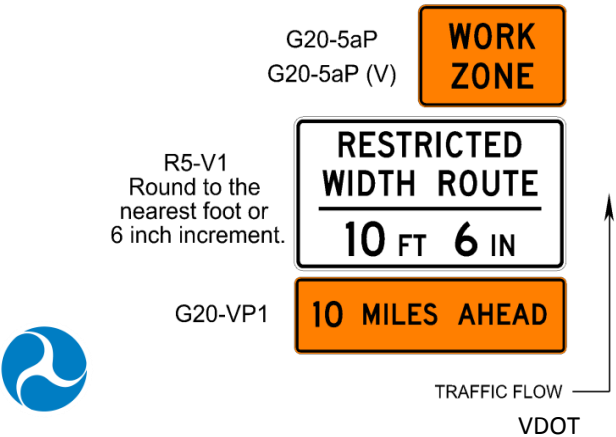 G20-5aP
G20-5aP (V)
WORK
ZONE
R5-V1
Round to the
nearest foot or
6 inch increment.
RESTRICTED
WIDTH ROUTE
10 FT 6 IN
G20-VP1
10 MILES AHEAD
TRAFFIC FLOW
VDOT